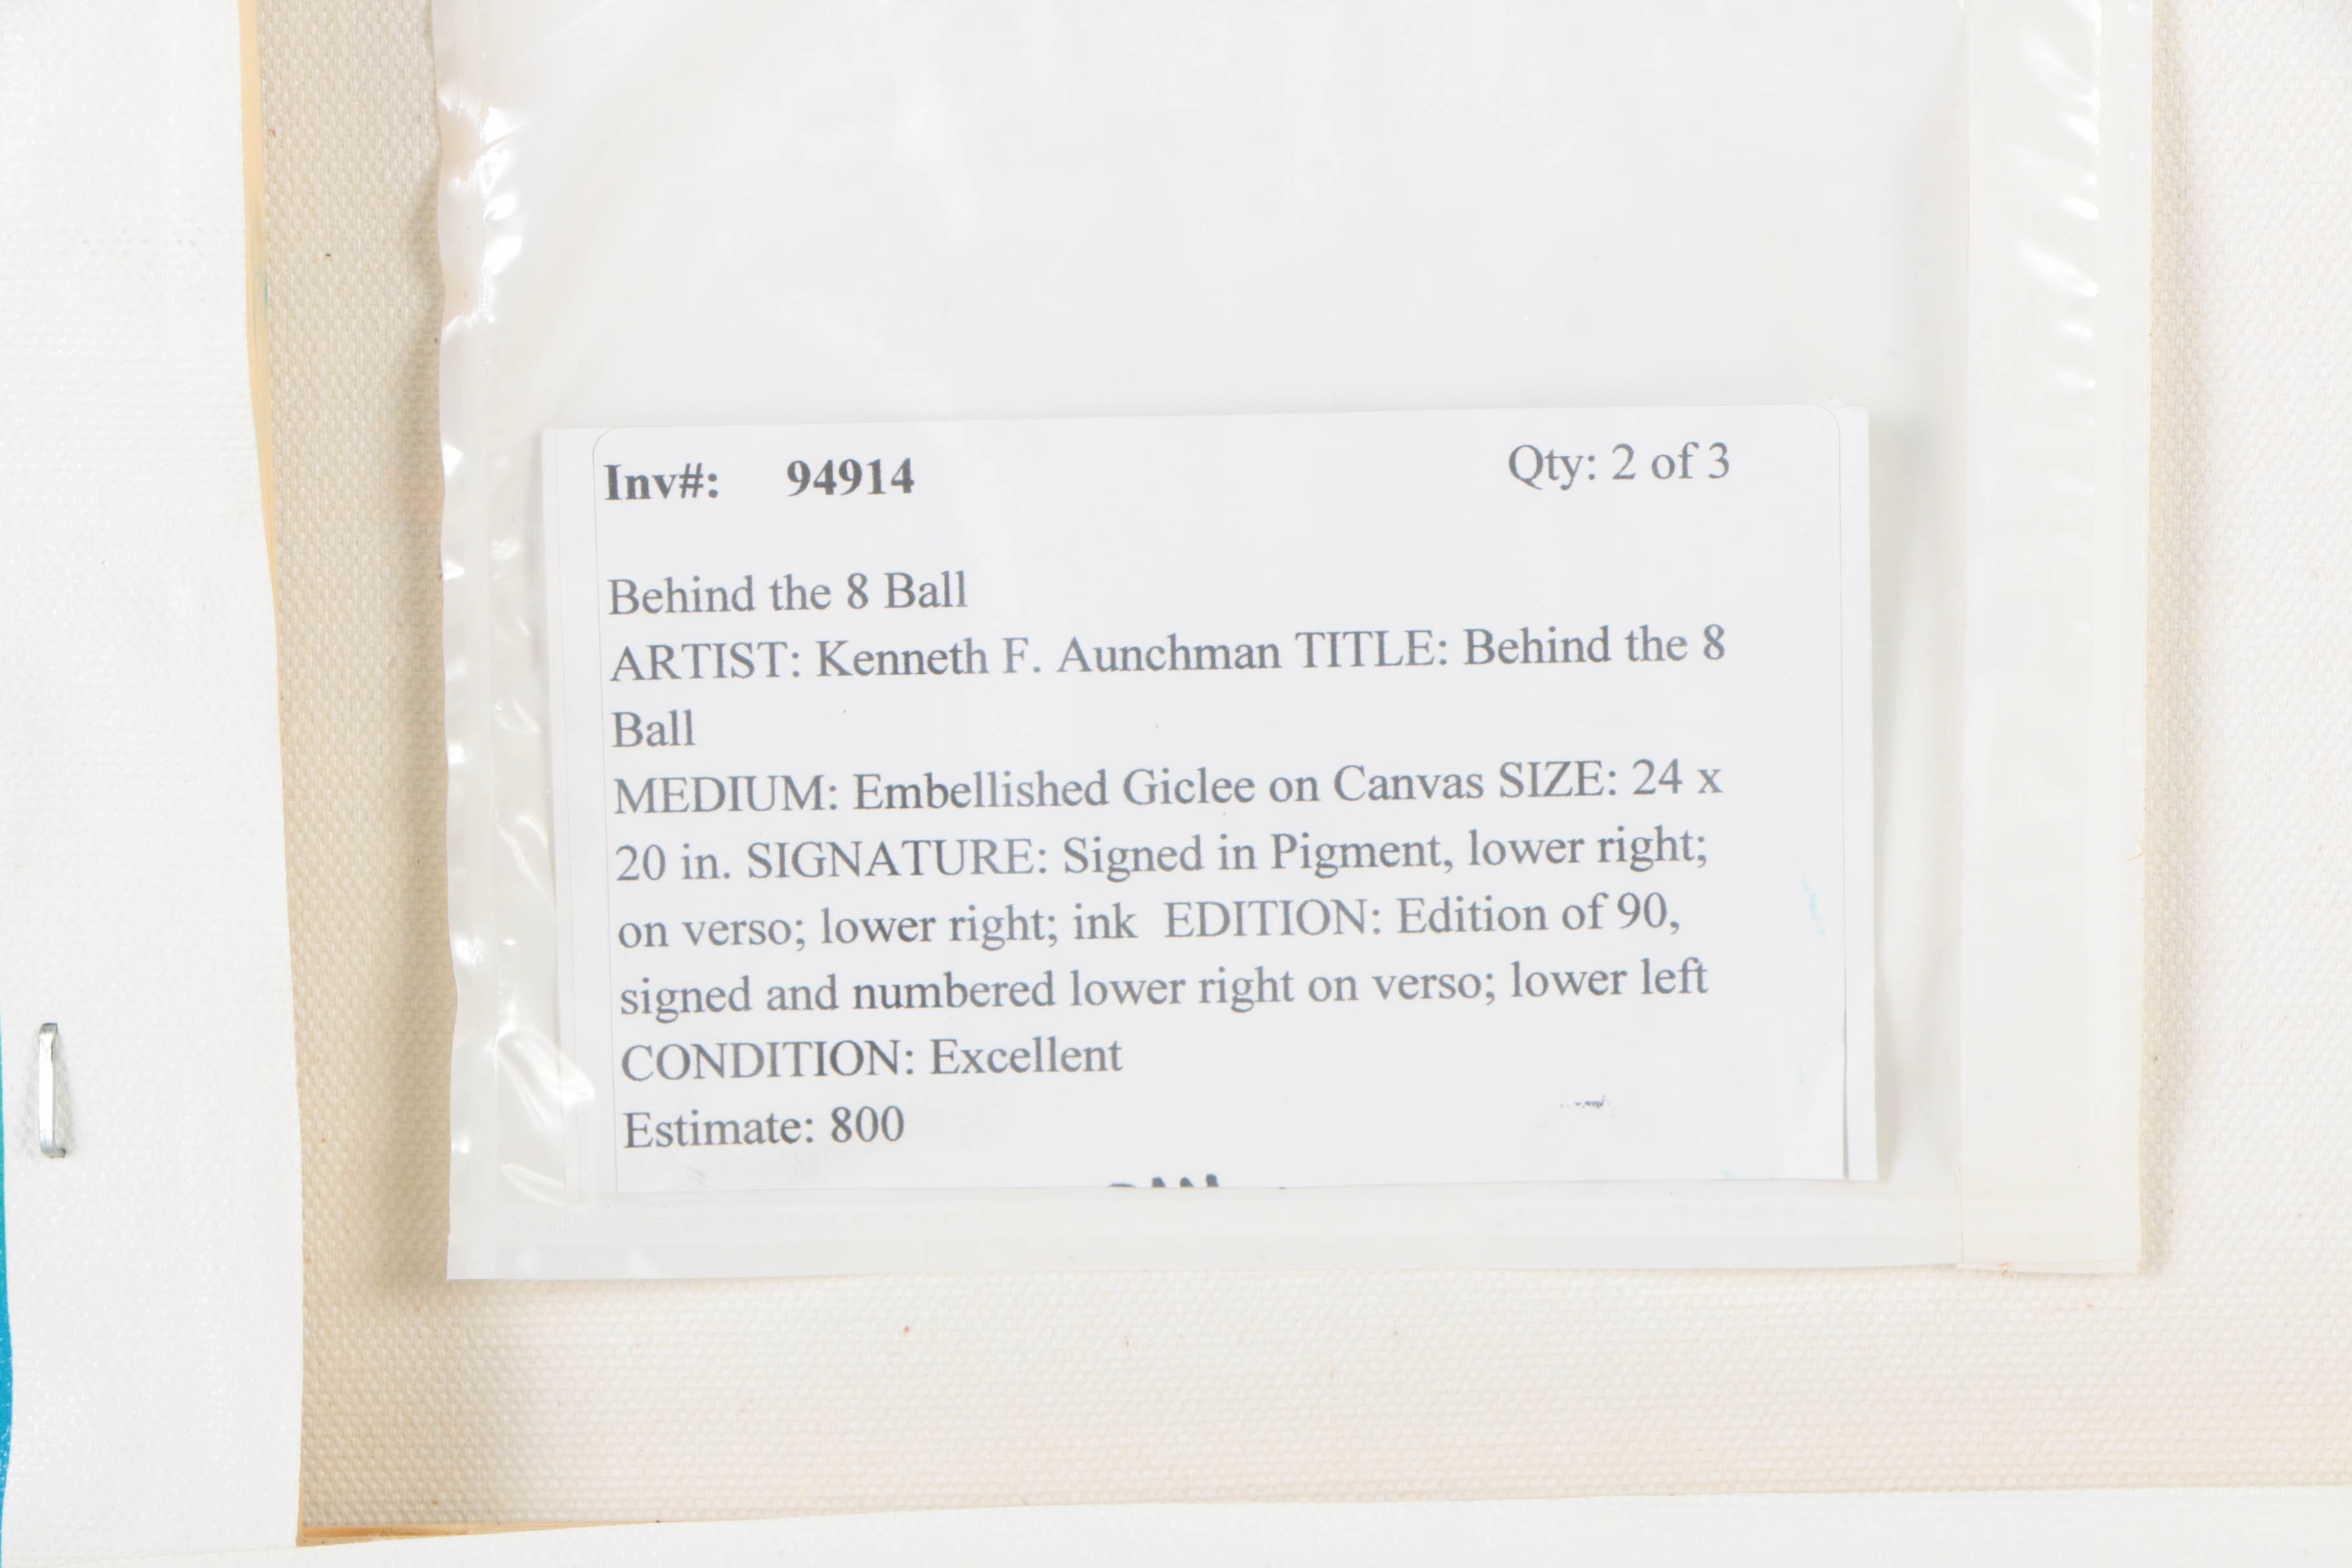 Inv#: 94914 Qty: 2 of 3
Behind the 8 Ball
ARTIST: Kenneth F. Aunchman TITLE: Behind the 8
Ball
MEDIUM: Embellished Giclee on Canvas SIZE: 24 x
20 in. SIGNATURE: Signed in Pigment, lower right;
on verso; lower right; ink EDITION: Edition of 90,
signed and numbered lower right on verso; lower left
CONDITION: Excellent
Estimate: 800